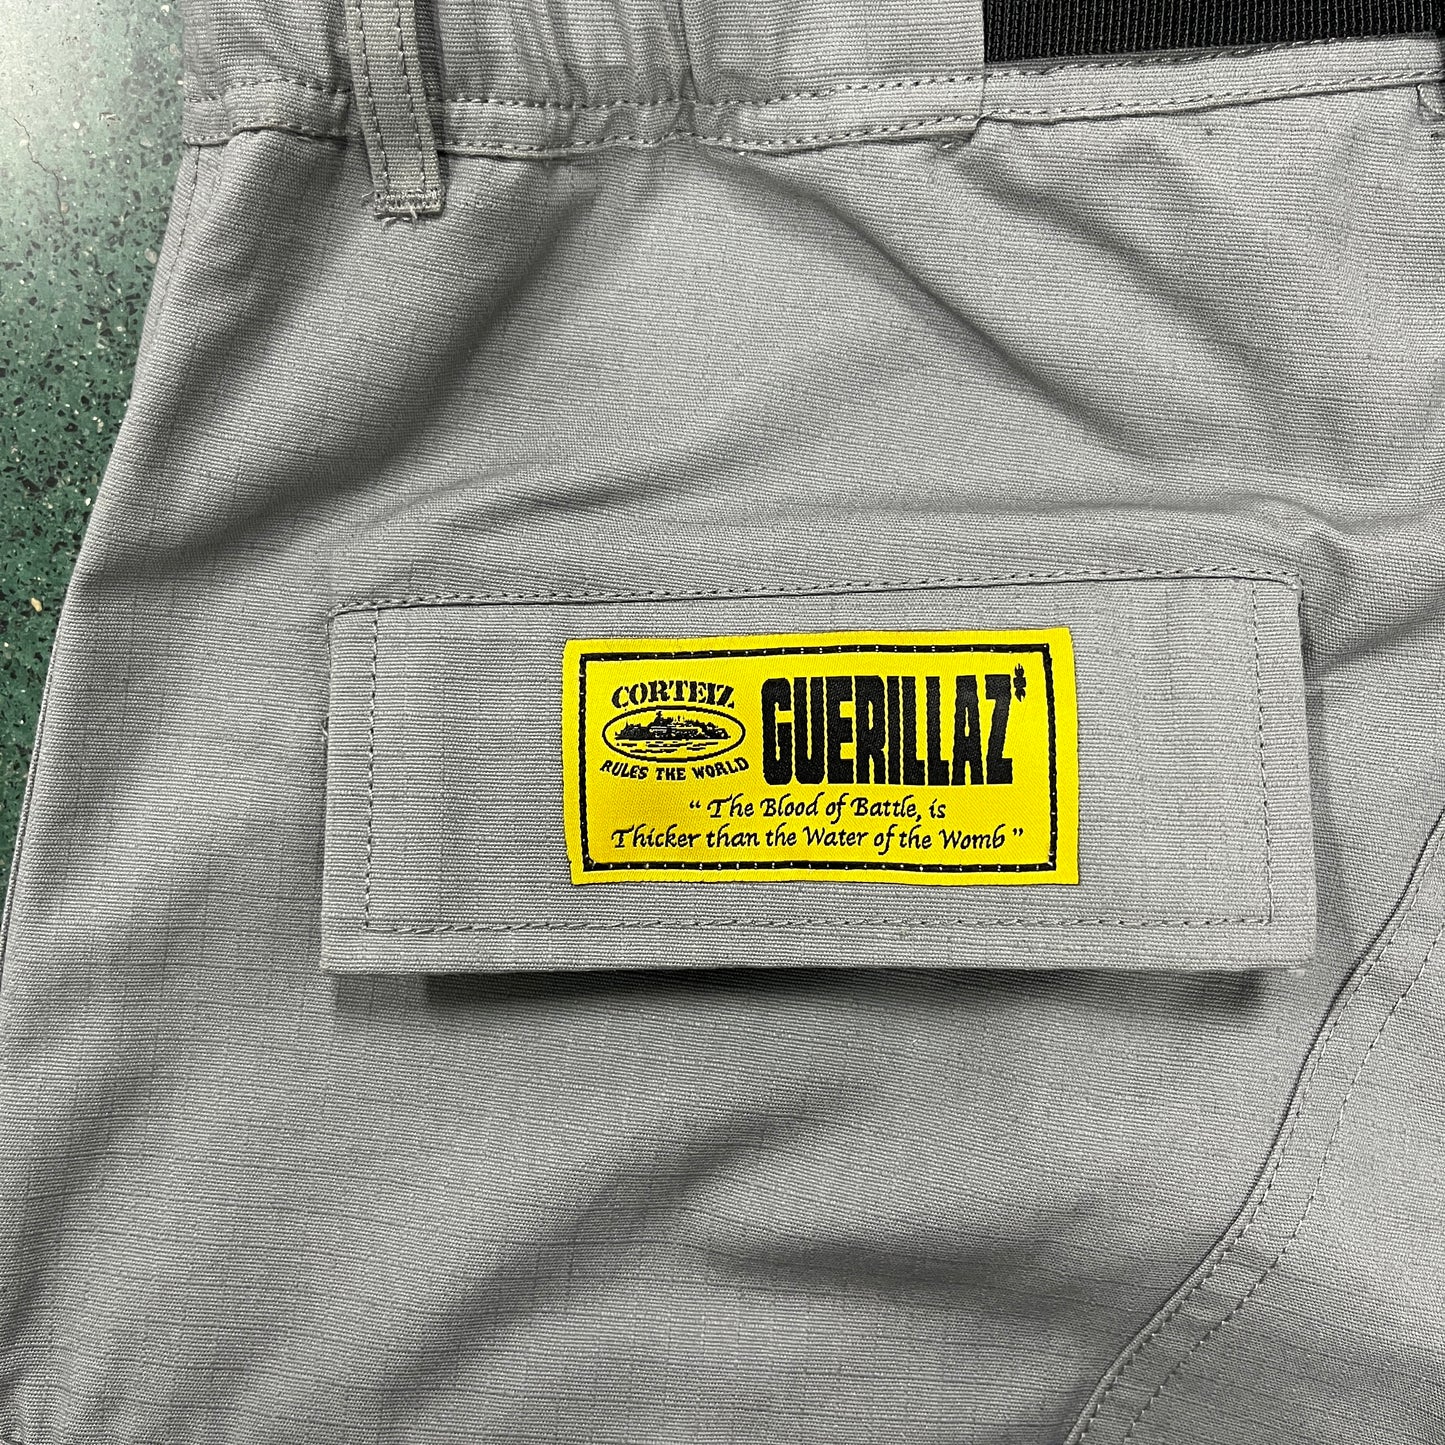 CORTEIZ
RULES THE WORLD
GUERILLAZ
“The Blood of Battle, is
Thicker than the Water of the Womb”